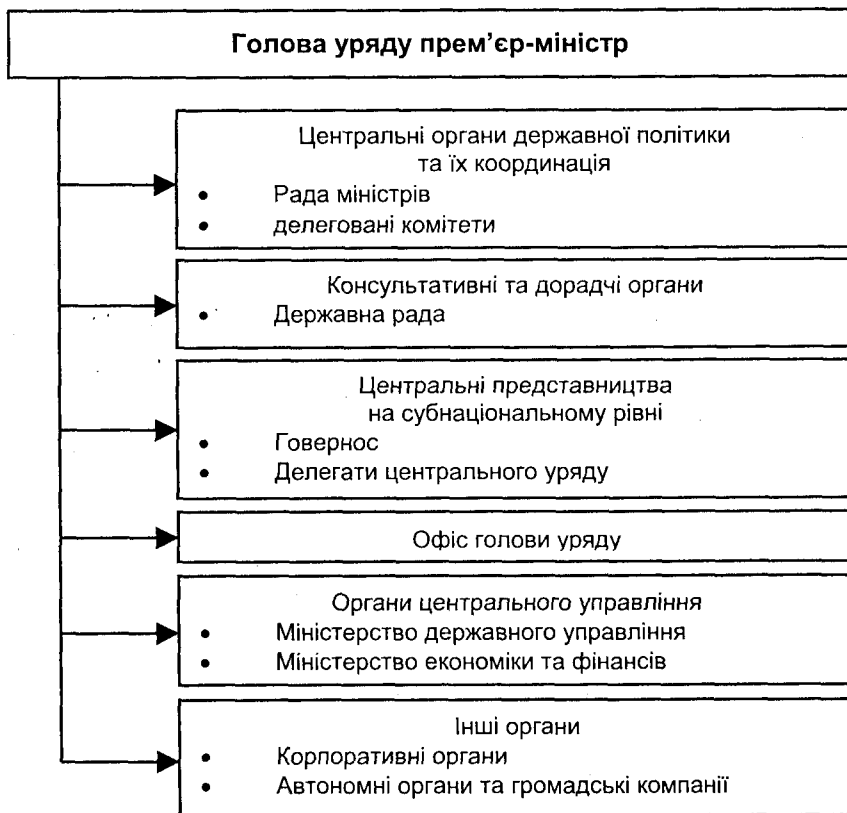 Голова уряду прем’єр-міністр
Центральні органи державної політики
та їх координація
• Рада міністрів
• делеговані комітети
Консультативні та дорадчі органи
• Державна рада
Центральні представництва
на субнаціональному рівні
• Говернос
• Делегати центрального уряду
Офіс голови уряду
Органи центрального управління
• Міністерство державного управління
• Міністерство економіки та фінансів
Інші органи
• Корпоративні органи
• Автономні органи та громадські компанії